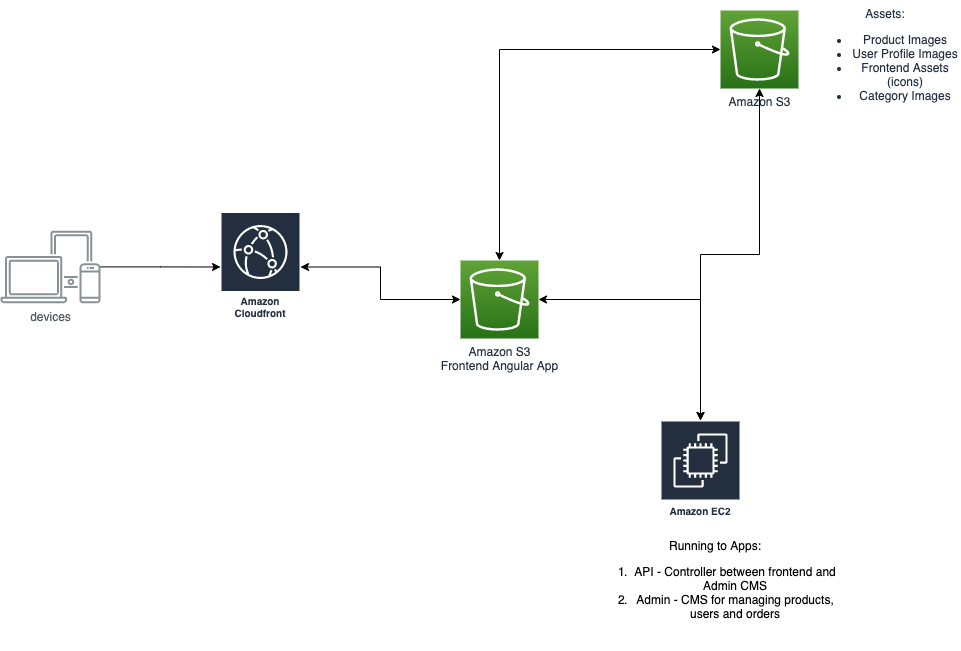 Assets:
• Product Images
• User Profile Images
• Frontend Assets
(icons)
• Category Images
Amazon S3
devices
Amazon
Cloudfront
Amazon S3
Frontend Angular App
Amazon EC2
Running to Apps:
1. API - Controller between frontend and
Admin CMS
2. Admin - CMS for managing products,
users and orders